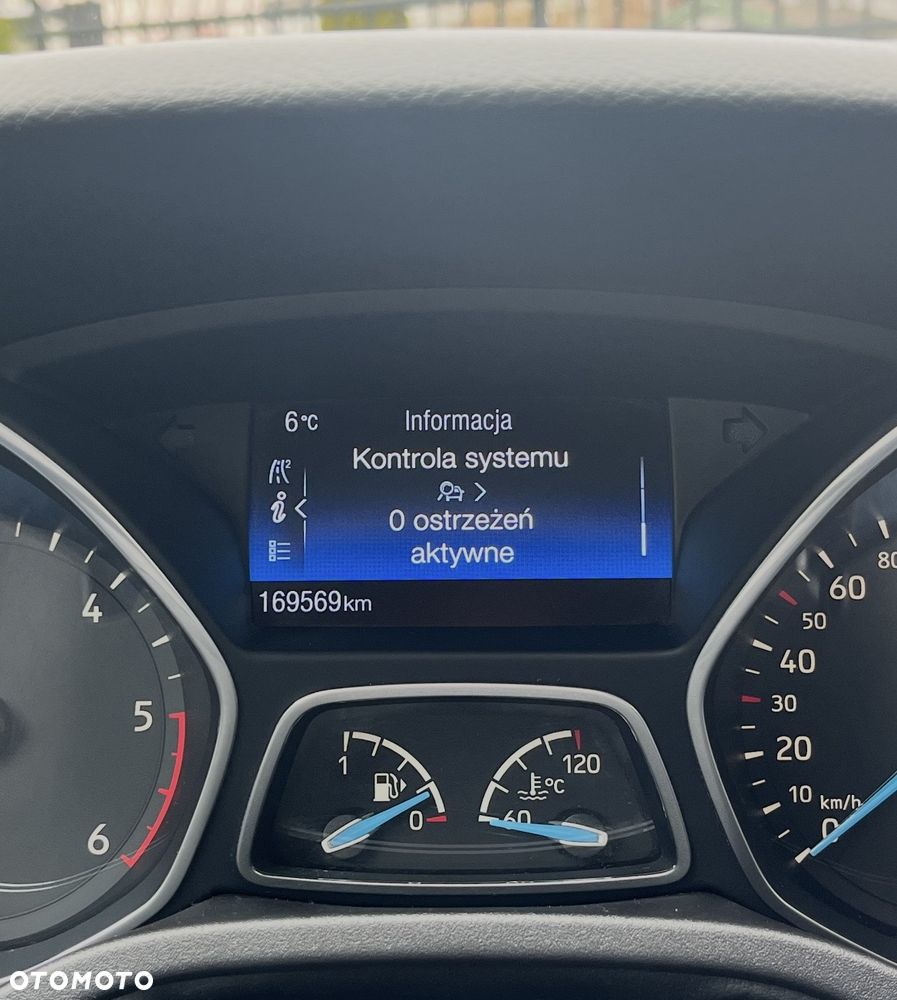 6°C Informacja
Kontrola systemu
0 ostrzeżeń
aktywne
169569km
4
5
6
1
0
120
°C
60
80
60
50
40
30
20
10 km/h
0
OTOMOTO